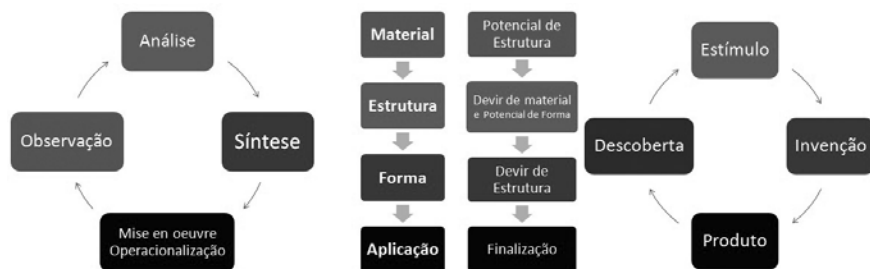 Análise
Síntese
Mise en oeuvre
Operacionalização
Observação
Material
Estrutura
Forma
Aplicação
Potencial de
Estrutura
Devir de material
e Potencial de Forma
Devir de
Estrutura
Finalização
Estímulo
Invenção
Produto
Descoberta